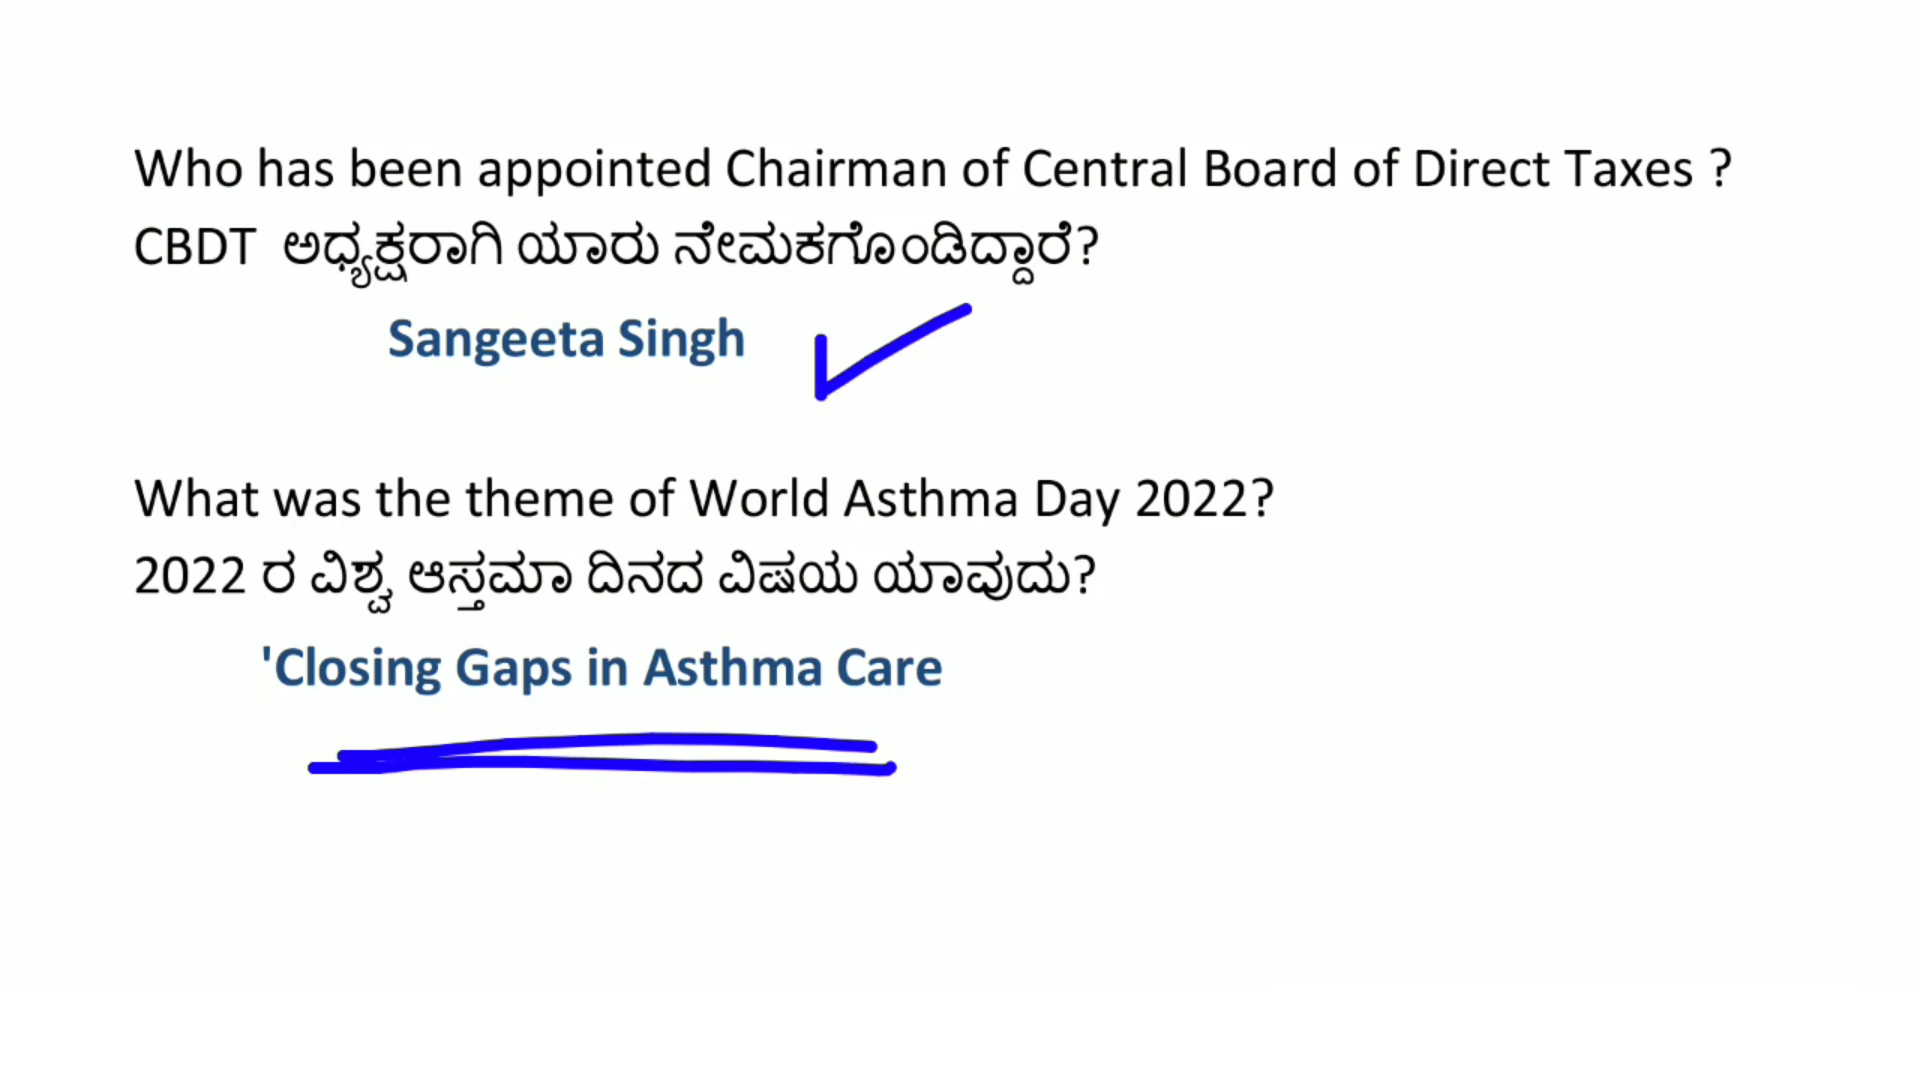 Who has been appointed Chairman of Central Board of Direct Taxes ?
CBDT ಅಧ್ಯಕ್ಷರಾಗಿ ಯಾರು ನೇಮಕಗೊಂಡಿದ್ದಾರೆ?
Sangeeta Singh
What was the theme of World Asthma Day 2022?
2022 ರ ವಿಶ್ವ ಆಸ್ತಮಾ ದಿನದ ವಿಷಯ ಯಾವುದು?
'Closing Gaps in Asthma Care